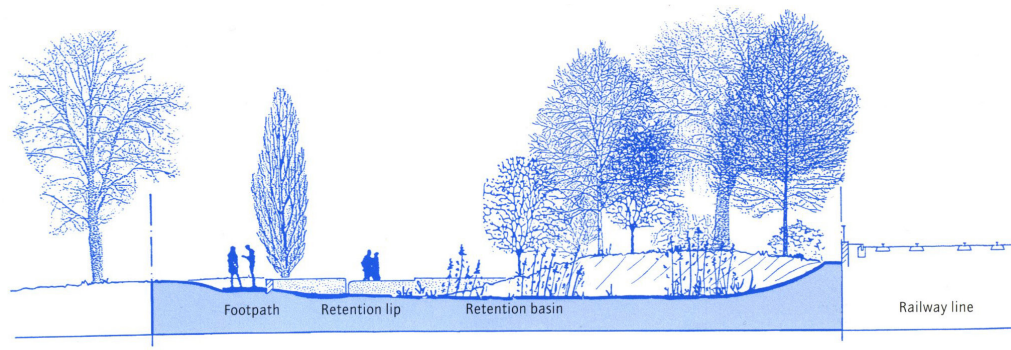 Footpath
Retention lip
Retention basin
Railway line